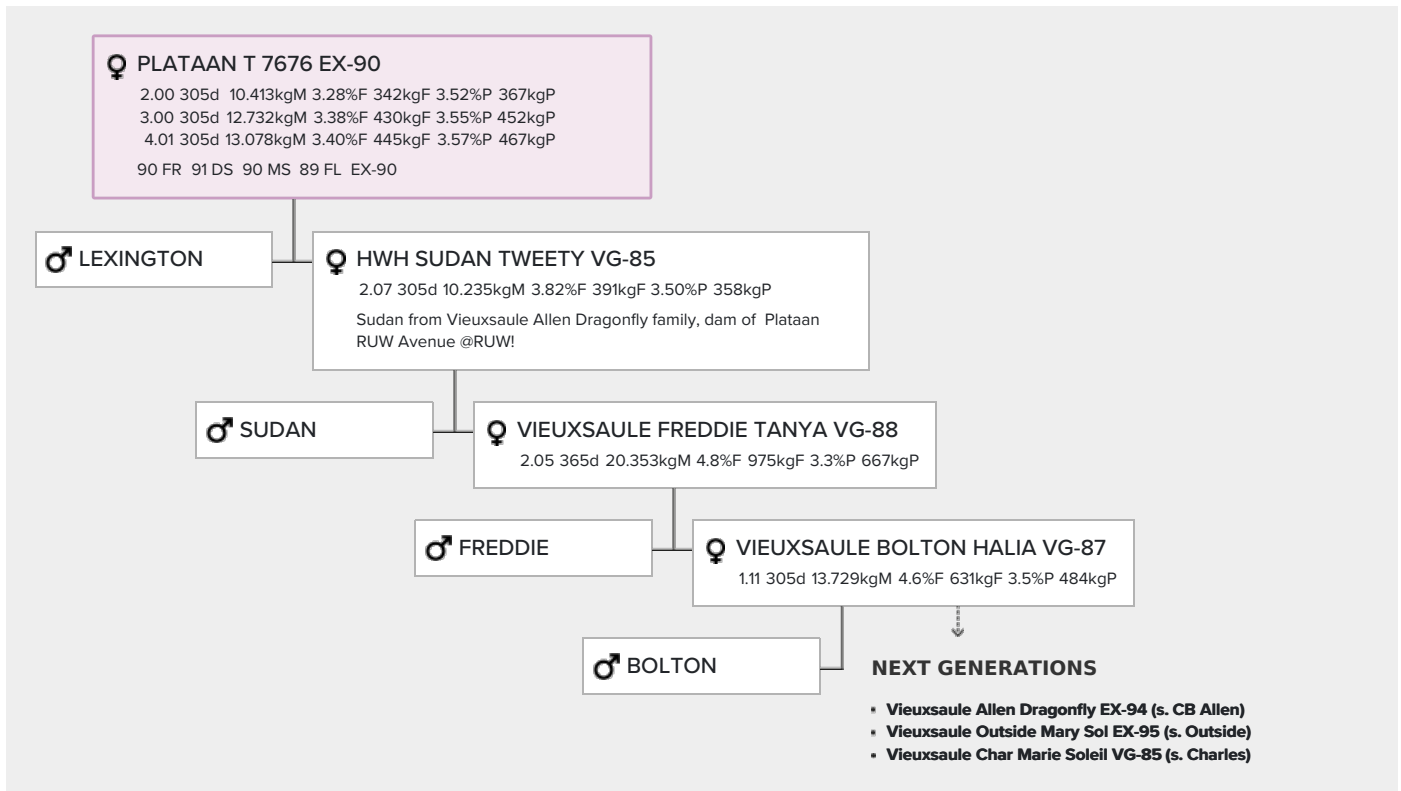 PLATAAN T 7676 EX-90
2.00 305d 10.413kgM 3.28%F 342kgF 3.52%P 367kgP
3.00 305d 12.732kgM 3.38%F 430kgF 3.55%P 452kgP
4.01 305d 13.078kgM 3.40%F 445kgF 3.57%P 467kgP
90 FR 91 DS 90 MS 89 FL EX-90
LEXINGTON
HWH SUDAN TWEETY VG-85
2.07 305d 10.235kgM 3.82%F 391kgF 3.50%P 358kgP
Sudan from Vieuxsaule Allen Dragonfly family, dam of Plataan
RUW Avenue @RUW!
SUDAN
VIEUXSAULE FREDDIE TANYA VG-88
2.05 365d 20.353kgM 4.8%F 975kgF 3.3%P 667kgP
FREDDIE
VIEUXSAULE BOLTON HALIA VG-87
1.11 305d 13.729kgM 4.6%F 631kgF 3.5%P 484kgP
BOLTON
NEXT GENERATIONS
Vieuxsaule Allen Dragonfly EX-94 (s. CB Allen)
Vieuxsaule Outside Mary Sol EX-95 (s. Outside)
Vieuxsaule Char Marie Soleil VG-85 (s. Charles)